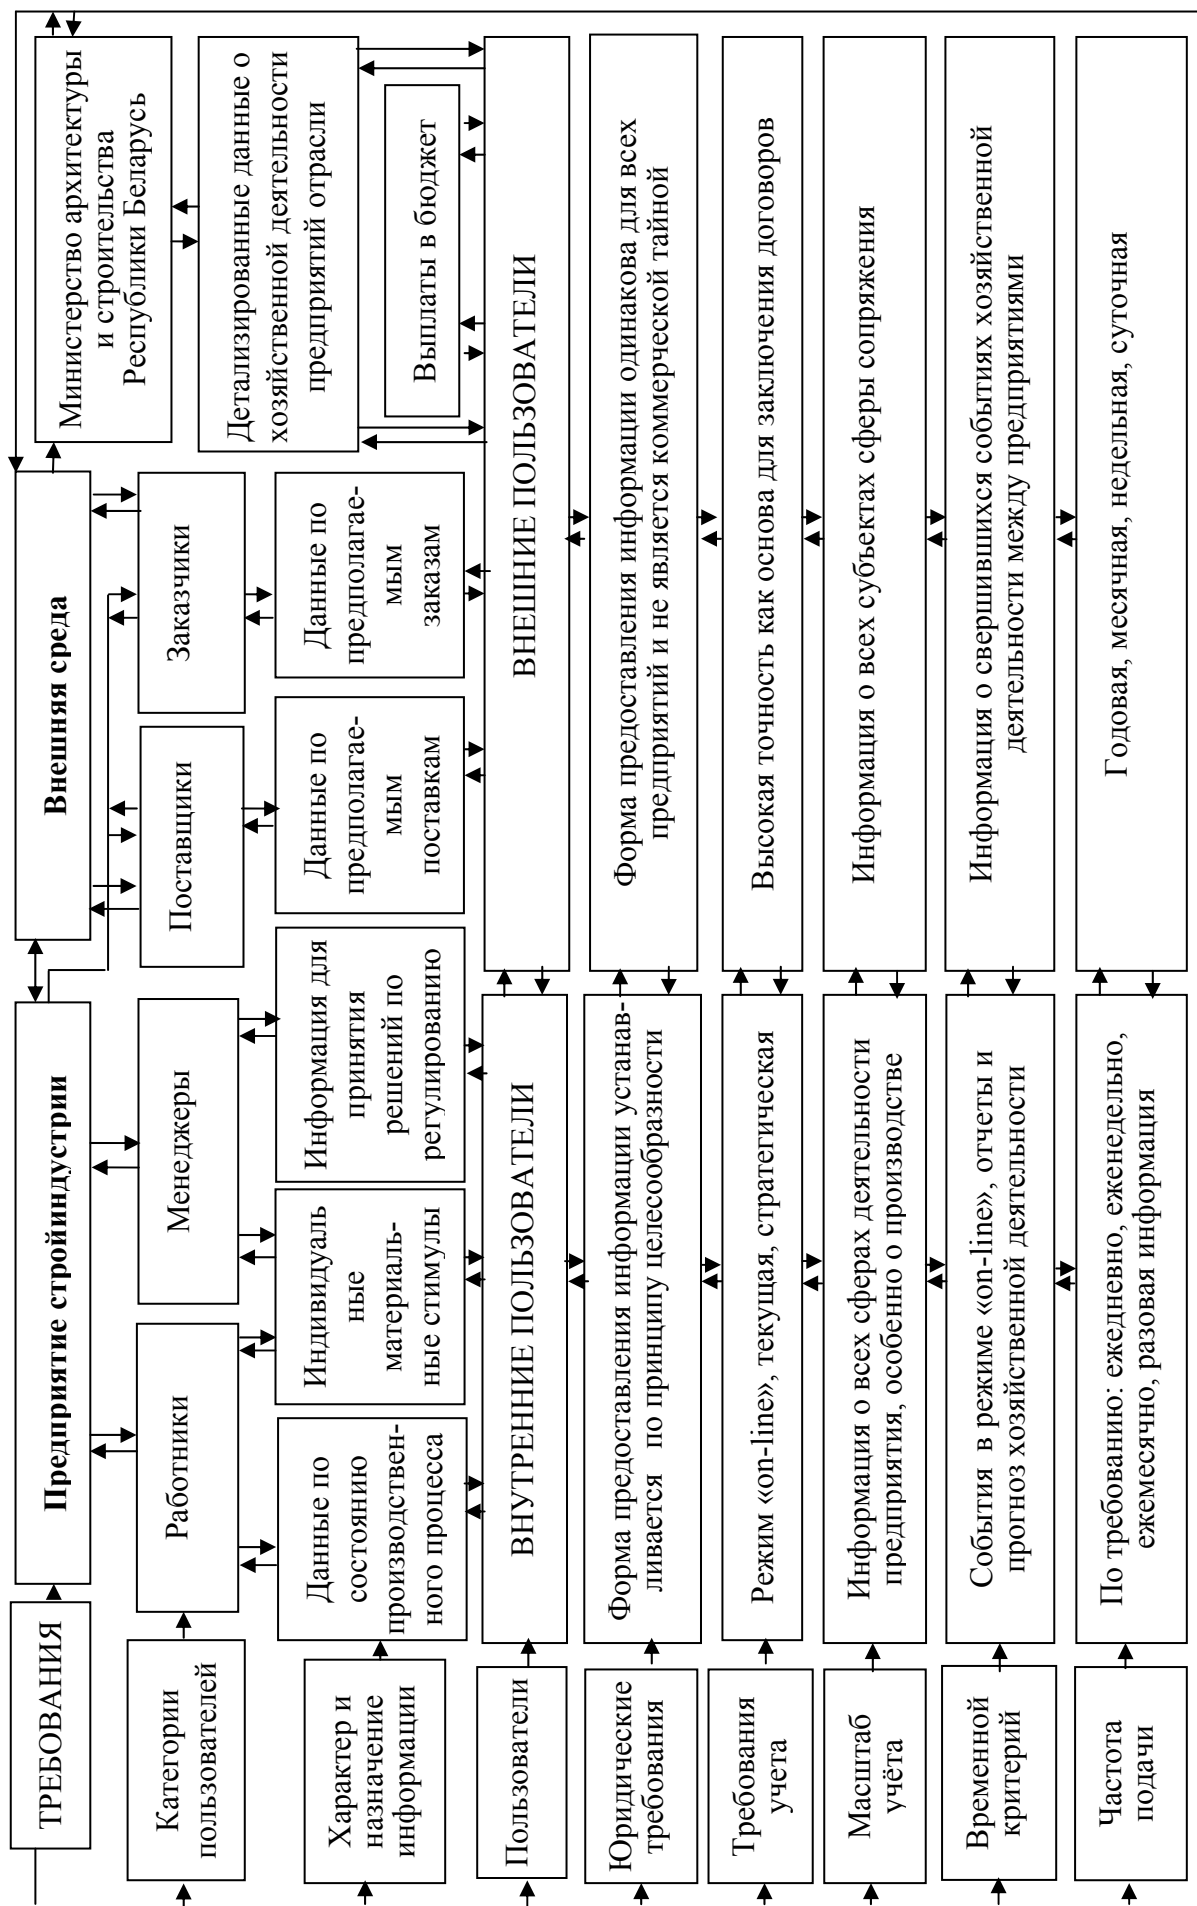 ТРЕБОВАНИЯ
Предприятие стройиндустрии
Внешняя среда
Министерство архитектуры
и строительства
Республики Беларусь
Категории
пользователей
Работники
Менеджеры
Поставщики
Заказчики
Характер и
назначение
информации
Данные по
состоянию
производствен-
ного процесса
Индивидуаль
ные
материаль-
ные стимулы
Информация для
принятия
решений по
регулированию
Данные по
предполагае-
мым
поставкам
Данные по
предполагае-
мым
заказам
Детализированные данные о
хозяйственной деятельности
предприятий отрасли
Выплаты в бюджет
Пользователи
ВНУТРЕННИЕ ПОЛЬЗОВАТЕЛИ
ВНЕШНИЕ ПОЛЬЗОВАТЕЛИ
Юридические
требования
Форма предоставления информации устанав-
ливается по принципу целесообразности
Форма предоставления информации одинакова для всех
предприятий и не является коммерческой тайной
Требования
учета
Режим «on-line», текущая, стратегическая
Высокая точность как основа для заключения договоров
Масштаб
учёта
Информация о всех сферах деятельности
предприятия, особенно о производстве
Информация о всех субъектах сферы сопряжения
Временной
критерий
События в режиме «on-line», отчеты и
прогноз хозяйственной деятельности
Информация о свершившихся событиях хозяйственной
деятельности между предприятиями
Частота
подачи
По требованию: ежедневно, еженедельно,
ежемесячно, разовая информация
Годовая, месячная, недельная, суточная